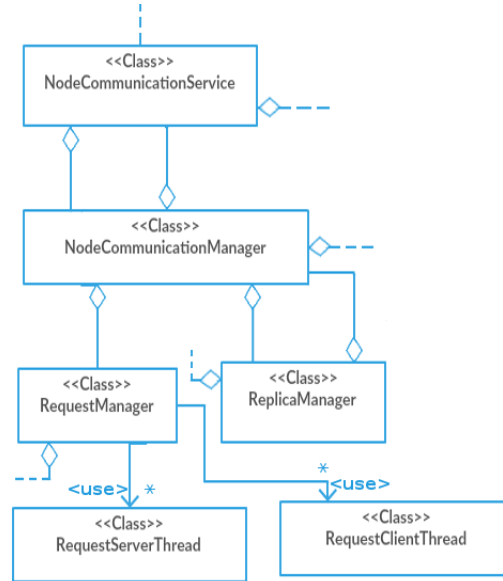 <<Class>>
NodeCommunicationService
<<Class>>
NodeCommunicationManager
<<Class>>
RequestManager
<<Class>>
ReplicaManager
<use> *
*
<use>
<<Class>>
RequestServerThread
<<Class>>
RequestClientThread